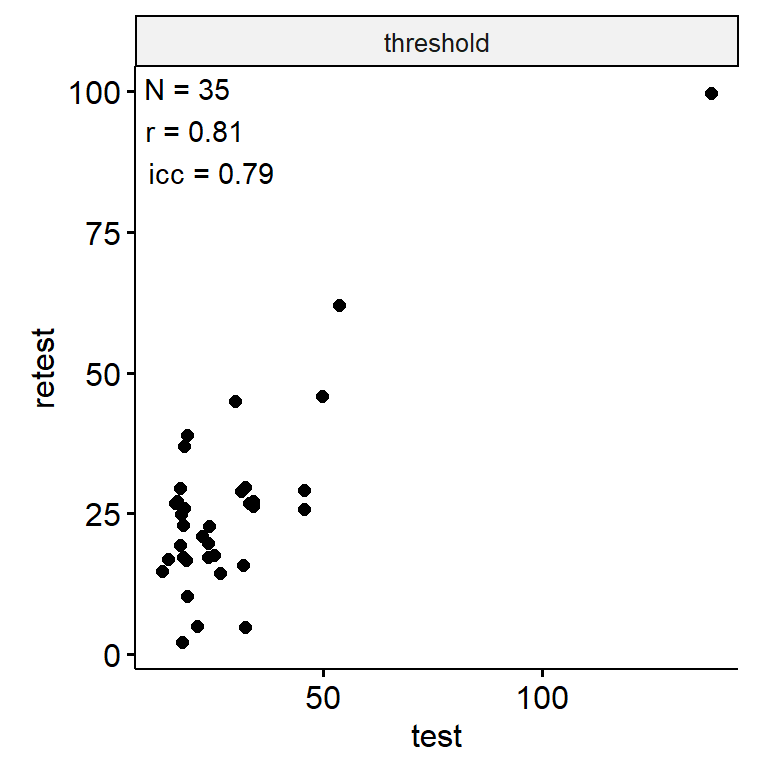 threshold
N = 35
r = 0.81
icc = 0.79
100
75
50
25
0
retest
50
100
test